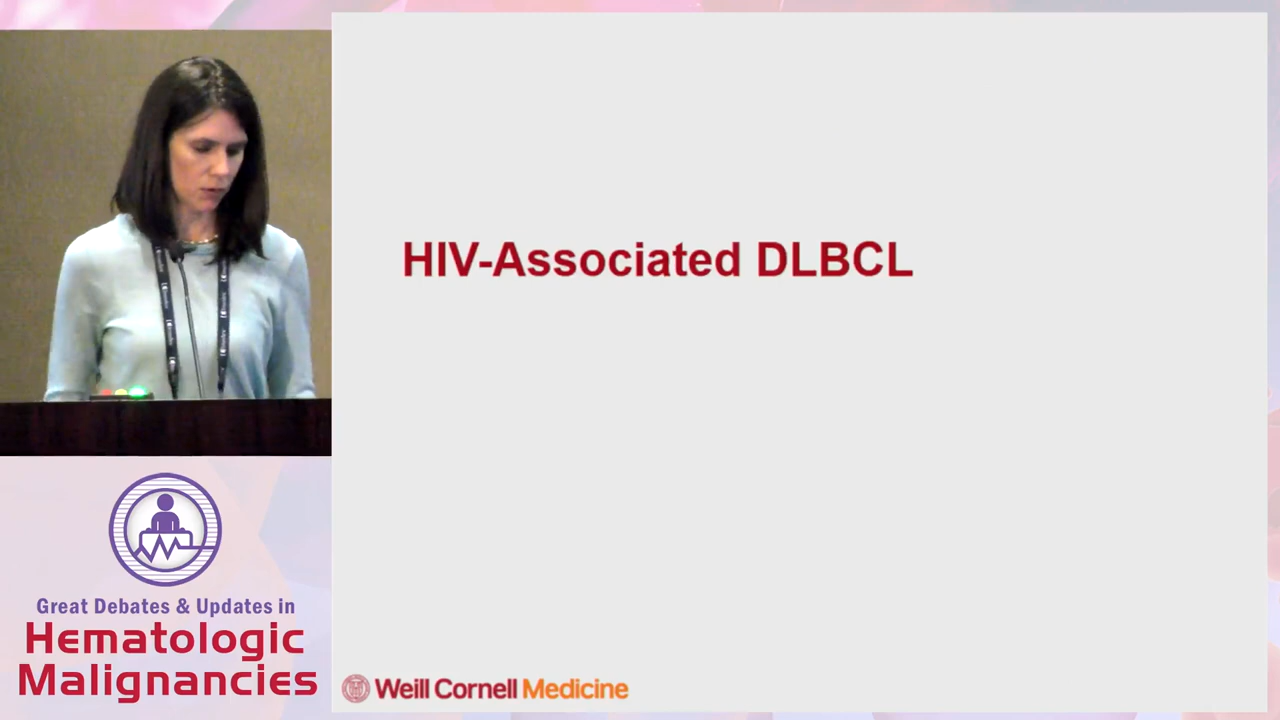 HIV-Associated DLBCL
Great Debates & Updates in
Hematologic
Malignancies
Weill Cornell Medicine